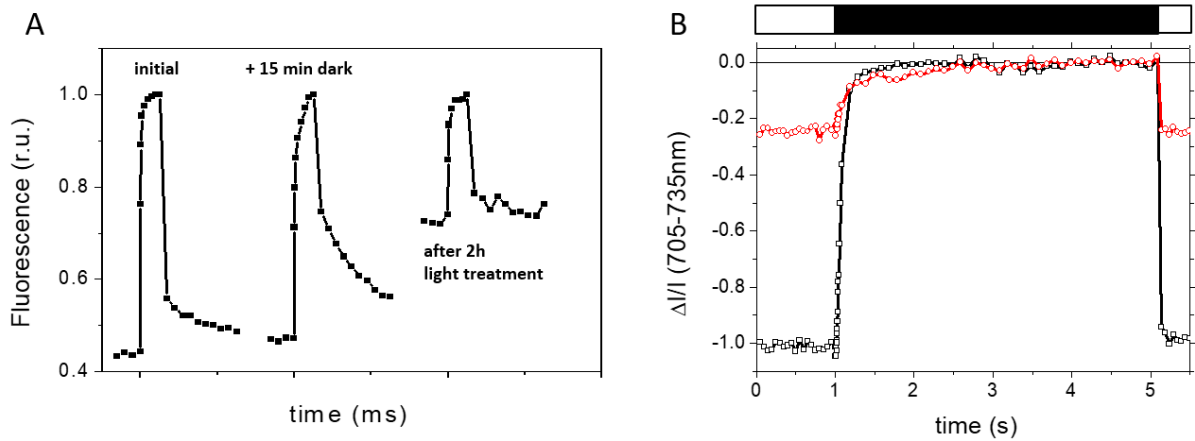 A
initial
+ 15 min dark
after 2h
light treatment
1.0
0.8
0.6
0.4
Fluorescence (r.u.)
time (ms)
B
0.0
-0.2
-0.4
-0.6
-0.8
-1.0
ΔI/I (705-735nm)
0 1 2 3 4 5
time (s)